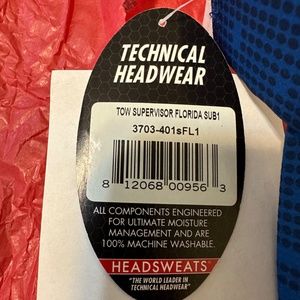 TECHNICAL
HEADWEAR
TOW SUPERVISOR FLORIDA SUB1
3703-401sFL1
8 12068 00956 3
ALL COMPONENTS ENGINEERED
FOR ULTIMATE MOISTURE
MANAGEMENT AND ARE
100% MACHINE WASHABLE.
HEADSWEATS®
"THE WORLD LEADER IN
TECHNICAL HEADWEAR"